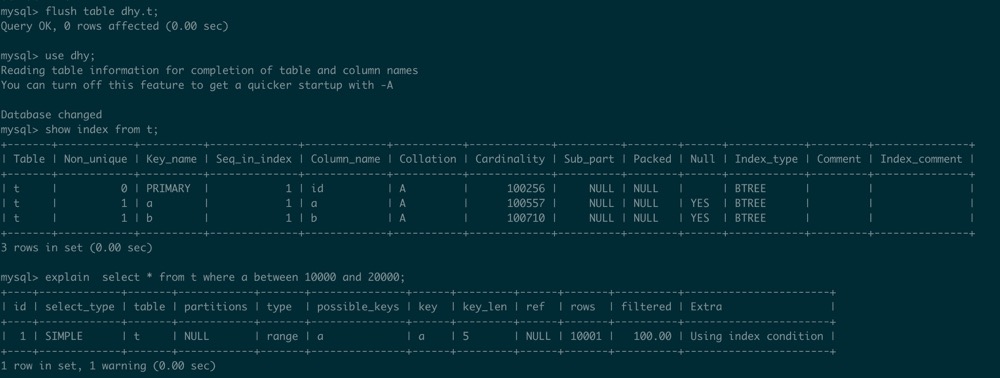 mysql> flush table dhy.t;
Query OK, 0 rows affected (0.00 sec)
mysql> use dhy;
Reading table information for completion of table and column names
You can turn off this feature to get a quicker startup with -A
Database changed
mysql> show index from t;
+-------+------------+----------+--------------+-------------+-----------+-------------+----------+--------+------+------------+---------+---------------+
| Table | Non_unique | Key_name | Seq_in_index | Column_name | Collation | Cardinality | Sub_part | Packed | Null | Index_type | Comment | Index_comment |
+-------+------------+----------+--------------+-------------+-----------+-------------+----------+--------+------+------------+---------+---------------+
| t     |          0 | PRIMARY  |            1 | id          | A         |      100256 |     NULL | NULL   |      | BTREE      |         |               |
| t     |          1 | a        |            1 | a           | A         |      100557 |     NULL | NULL   | YES  | BTREE      |         |               |
| t     |          1 | b        |            1 | b           | A         |      100710 |     NULL | NULL   | YES  | BTREE      |         |               |
+-------+------------+----------+--------------+-------------+-----------+-------------+----------+--------+------+------------+---------+---------------+
3 rows in set (0.00 sec)
mysql> explain  select * from t where a between 10000 and 20000;
+----+-------------+-------+------------+-------+---------------+-----+---------+------+-------+----------+-----------------------+
| id | select_type | table | partitions | type  | possible_keys | key | key_len | ref  | rows  | filtered | Extra                 |
+----+-------------+-------+------------+-------+---------------+-----+---------+------+-------+----------+-----------------------+
|  1 | SIMPLE      | t     | NULL       | range | a             | a   | 5       | NULL | 10001 |   100.00 | Using index condition |
+----+-------------+-------+------------+-------+---------------+-----+---------+------+-------+----------+-----------------------+
1 row in set, 1 warning (0.00 sec)